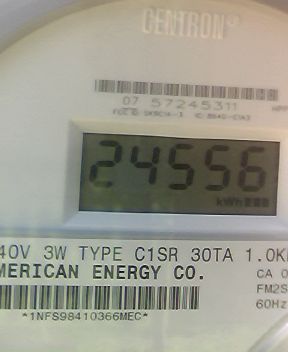 CENTRON®
07 57245311
24556
kWh
40V 3W TYPE C1SR 30TA 1.0K
MERICAN ENERGY CO.
CA 0
FM2S
60Hz
*1NFS98410366MEC*